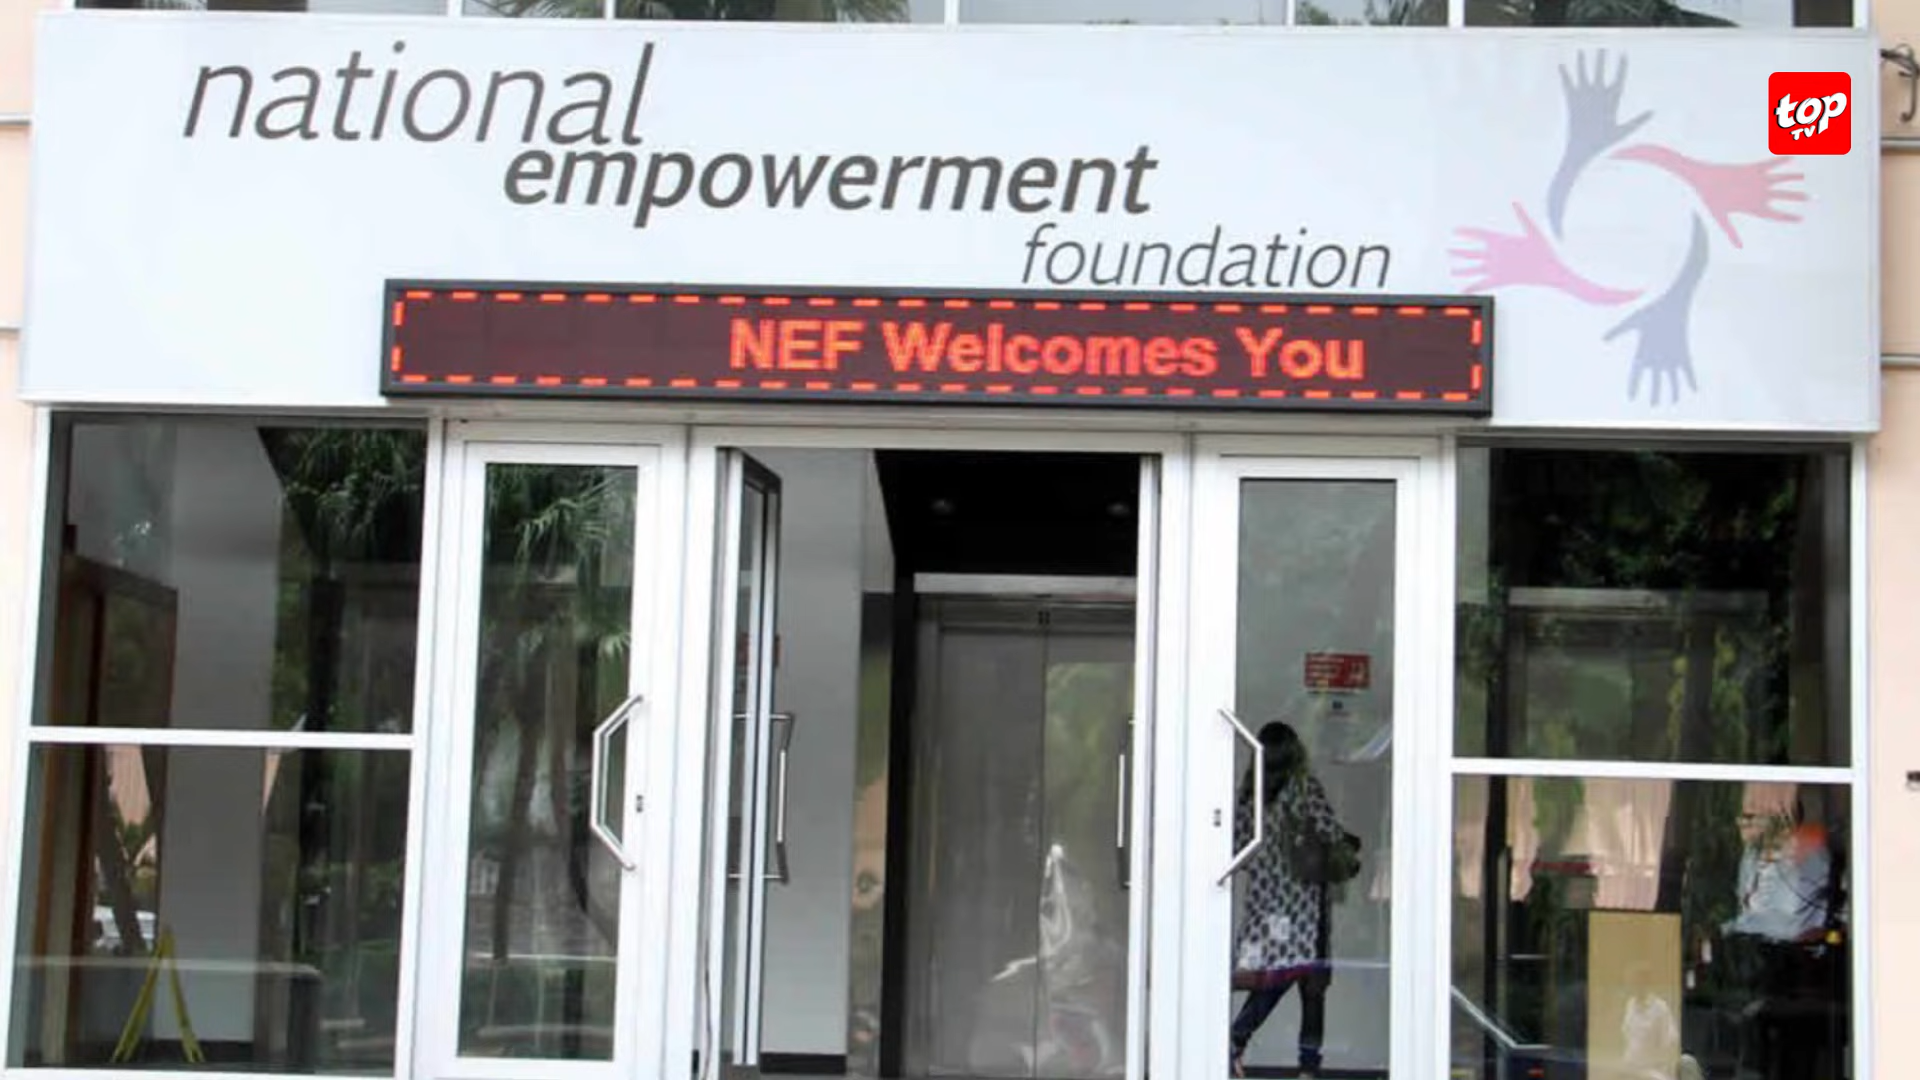 national
empowerment
foundation
NEF Welcomes You
top
TV